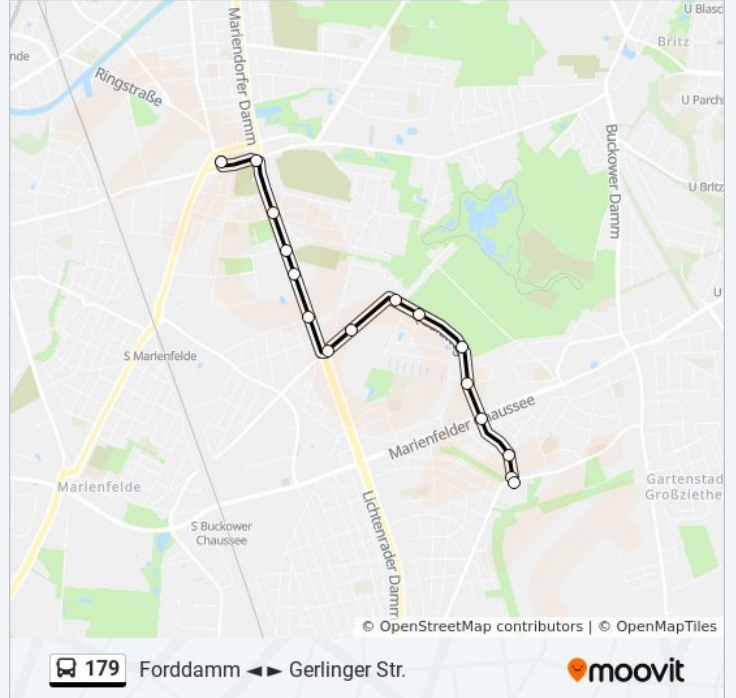 U Blasc
Britz
nde
Mariendorfer Damm
Ringstraße
U Parchi
Buckower Damm
U Britz
U
S Marienfelde
Marienfelder Chaussee
Marienfelde
Gartenstad
Großziethe
S Buckower
Chaussee
Lichtenrader Damm
© OpenStreetMap contributors | © OpenMapTiles
179 Forddamm ◄ ► Gerlinger Str.
moovit